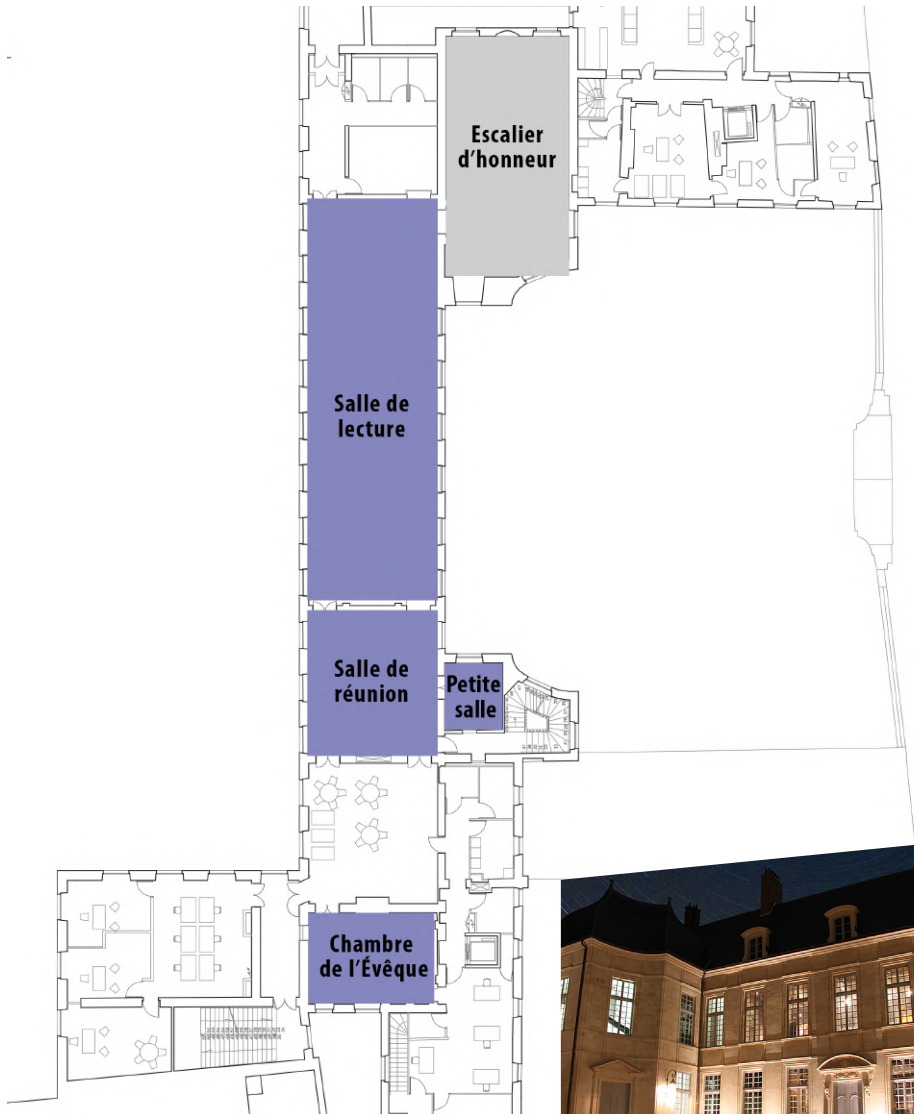 Escalier
d'honneur
Salle de
lecture
Salle de
réunion
Petite
salle
Chambre
de l'Évêque